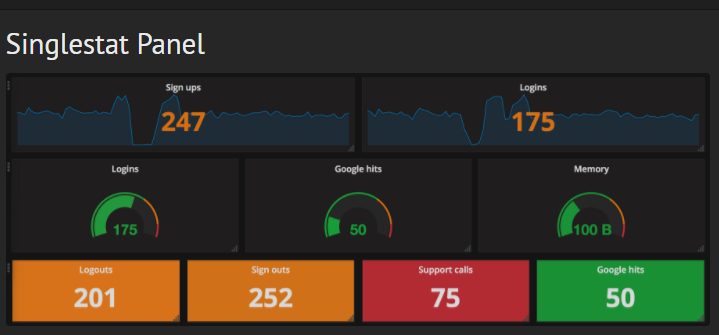 Singlestat Panel
Sign ups
247
Logins
175
Logins
175
Google hits
50
Memory
100 B
Logouts
201
Sign outs
252
Support calls
75
Google hits
50